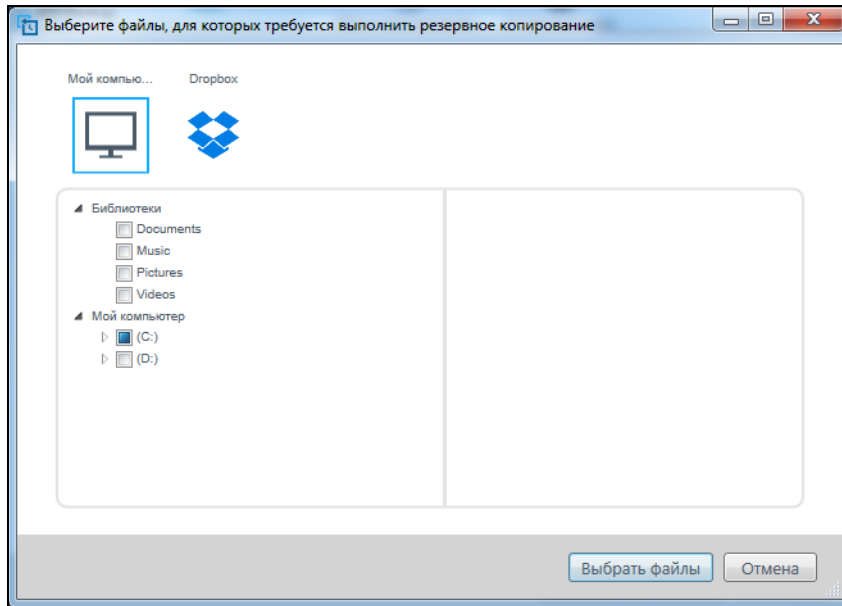 Выберите файлы, для которых требуется выполнить резервное копирование
Мой компью... Dropbox
Библиотеки
Documents
Music
Pictures
Videos
Мой компьютер
(C:)
(D:)
Выбрать файлы Отмена